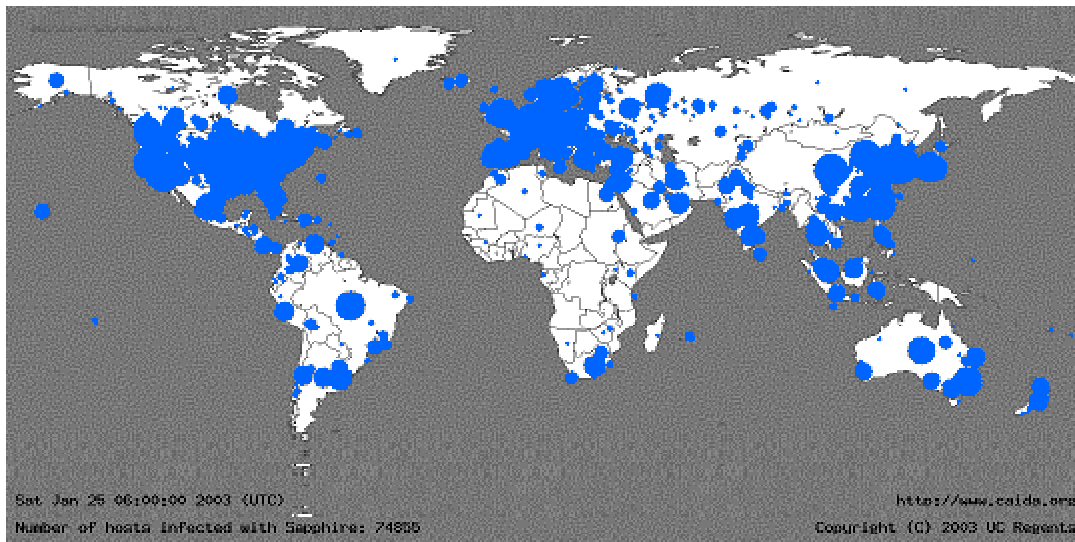 Sat Jan 25 06:00:00 2003 (UTC)
http://www.caida.org
Number of hosts infected with Sapphire: 74855
Copyright (C) 2003 UC Regents